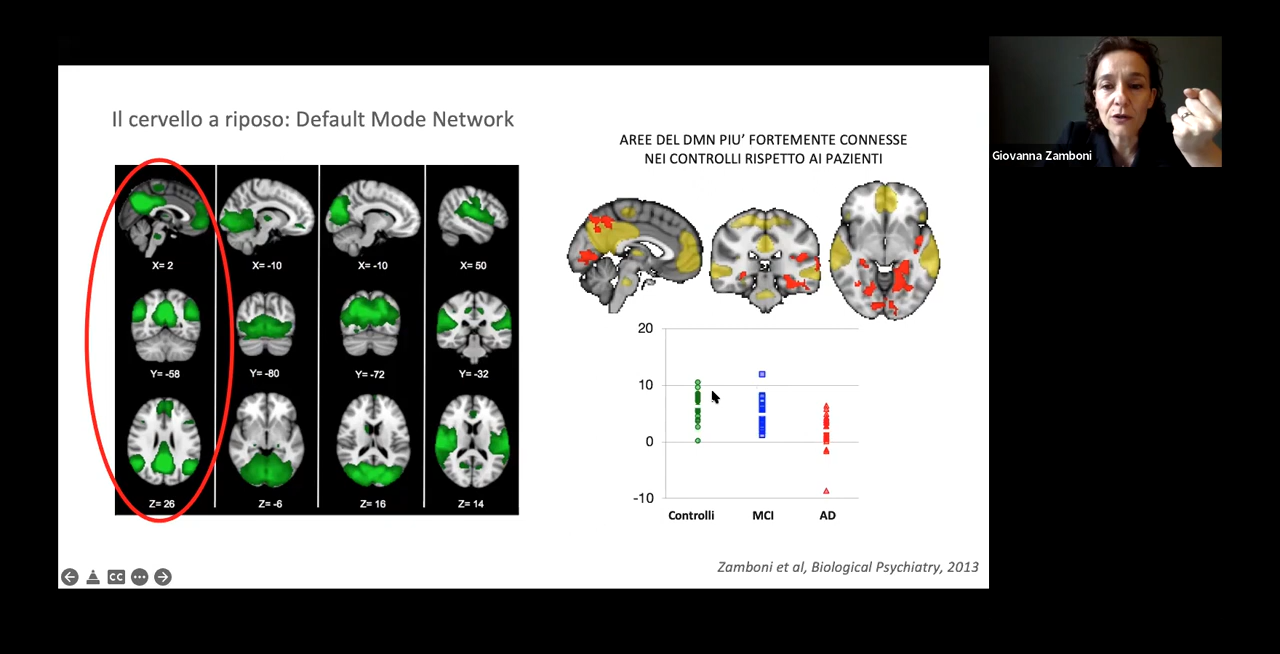 Il cervello a riposo: Default Mode Network
X= 2
X= -10
X= -10
X= 50
Y= -58
Y= -80
Y= -72
Y= -32
Z= 26
Z= -6
Z= 16
Z= 14
AREE DEL DMN PIU’ FORTEMENTE CONNESSE
NEI CONTROLLI RISPETTO AI PAZIENTI
20
10
0
-10
Controlli
MCI
AD
Zamboni et al, Biological Psychiatry, 2013
CC
Giovanna Zamboni